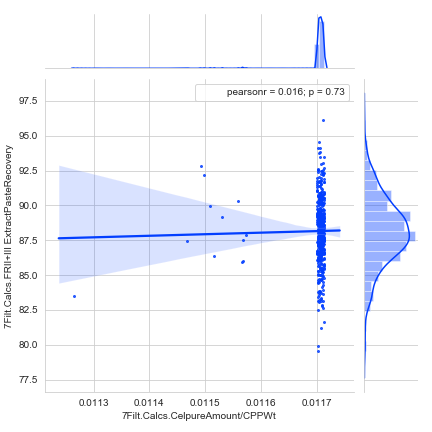 pearsonr = 0.016; p = 0.73
97.5
95.0
92.5
90.0
87.5
85.0
82.5
80.0
77.5
7Filt.Calcs.FRII+III ExtractPasteRecovery
0.0113 0.0114 0.0115 0.0116 0.0117
7Filt.Calcs.CelpureAmount/CPPWt